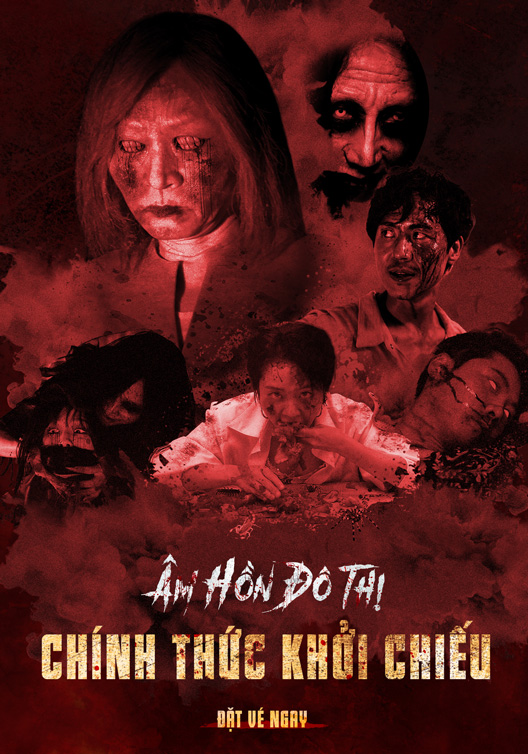 ÂM HỒN ĐÔ THỊ
CHÍNH THỨC KHỞI CHIẾU
ĐẶT VÉ NGAY